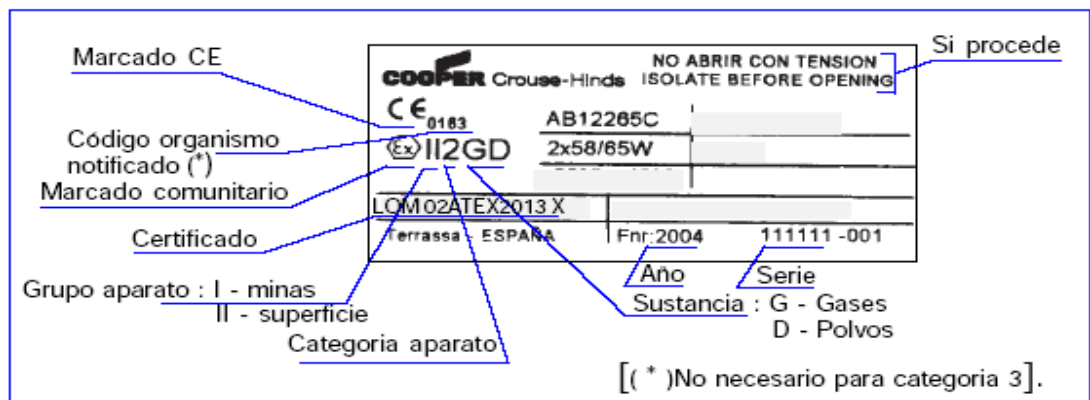 Marcado CE
Si procede
COOPER Crouse-Hinds
NO ABRIR CON TENSION
ISOLATE BEFORE OPENING
CE 0163
AB12265C
Código organismo
notificado (*)
Ex II2GD
2x58/65W
Marcado comunitario
LOM 02ATEX2013 X
Certificado
Terrassa - ESPAÑA
Fnr:2004
111111 -001
Año
Serie
Grupo aparato : I - minas
II - superficie
Sustancia : G - Gases
D - Polvos
Categoria aparato
[( * )No necesario para categoria 3].